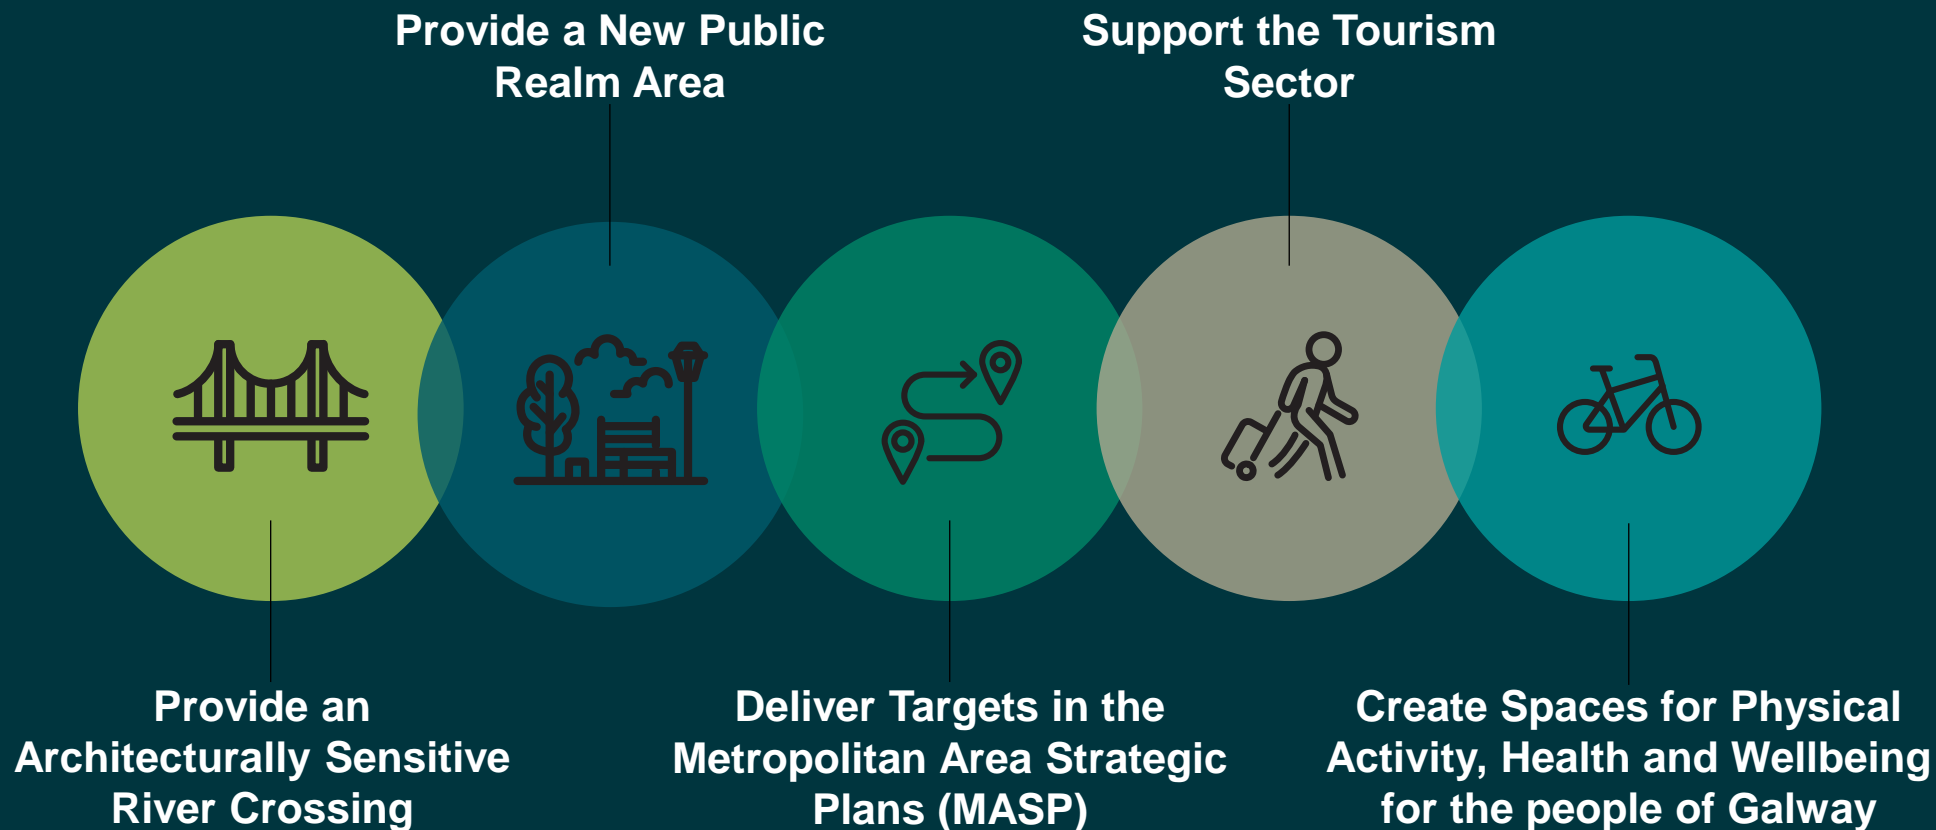 Provide a New Public
Realm Area
Support the Tourism
Sector
Provide an
Architecturally Sensitive
River Crossing
Deliver Targets in the
Metropolitan Area Strategic
Plans (MASP)
Create Spaces for Physical
Activity, Health and Wellbeing
for the people of Galway